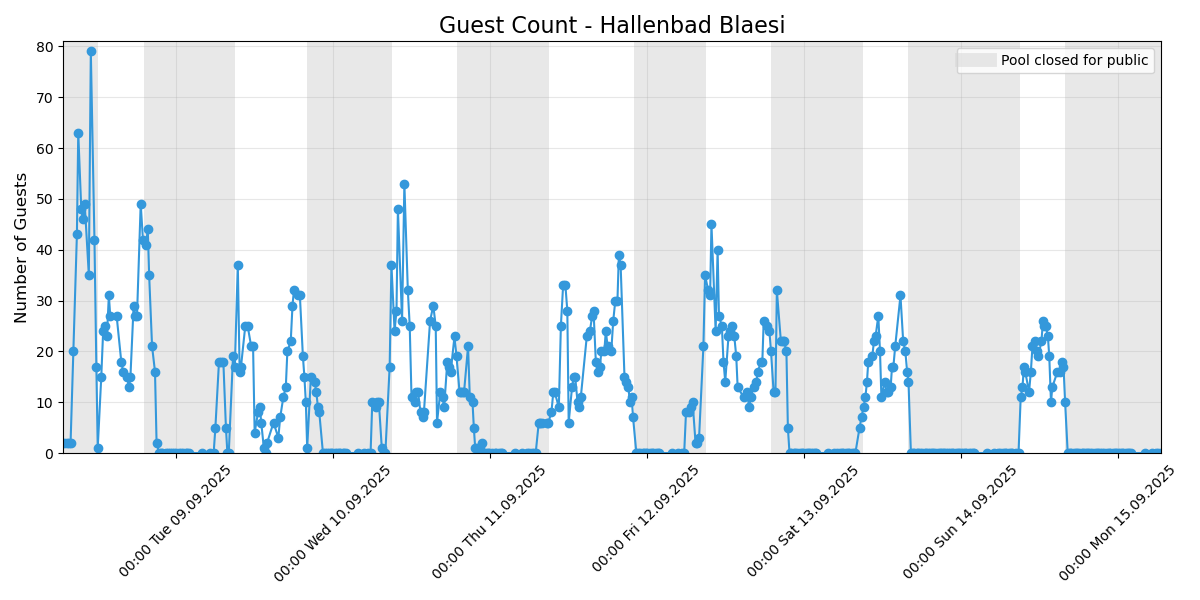 Guest Count - Hallenbad Blaesi
Pool closed for public
Number of Guests
80
70
60
50
40
30
20
10
0
00:00 Tue 09.09.2025
00:00 Wed 10.09.2025
00:00 Thu 11.09.2025
00:00 Fri 12.09.2025
00:00 Sat 13.09.2025
00:00 Sun 14.09.2025
00:00 Mon 15.09.2025